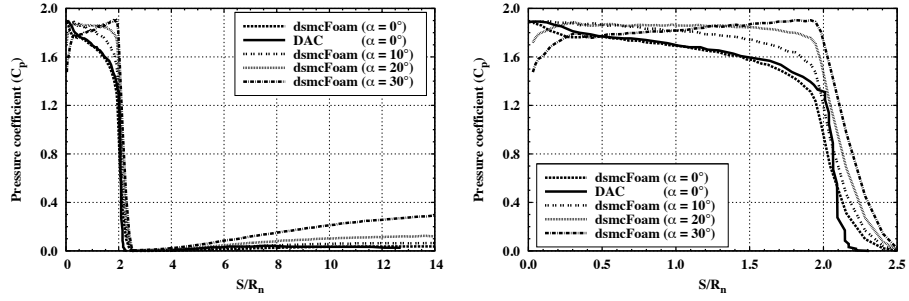 Pressure coefficient (Cp)
2.0
1.6
1.2
0.8
0.4
0.0
0 2 4 6 8 10 12 14
S/Rn
dsmcFoam (α = 0°)
DAC (α = 0°)
dsmcFoam (α = 10°)
dsmcFoam (α = 20°)
dsmcFoam (α = 30°)
Pressure coefficient (Cp)
2.0
1.6
1.2
0.8
0.4
0.0
0.0 0.5 1.0 1.5 2.0 2.5
S/Rn
dsmcFoam (α = 0°)
DAC (α = 0°)
dsmcFoam (α = 10°)
dsmcFoam (α = 20°)
dsmcFoam (α = 30°)